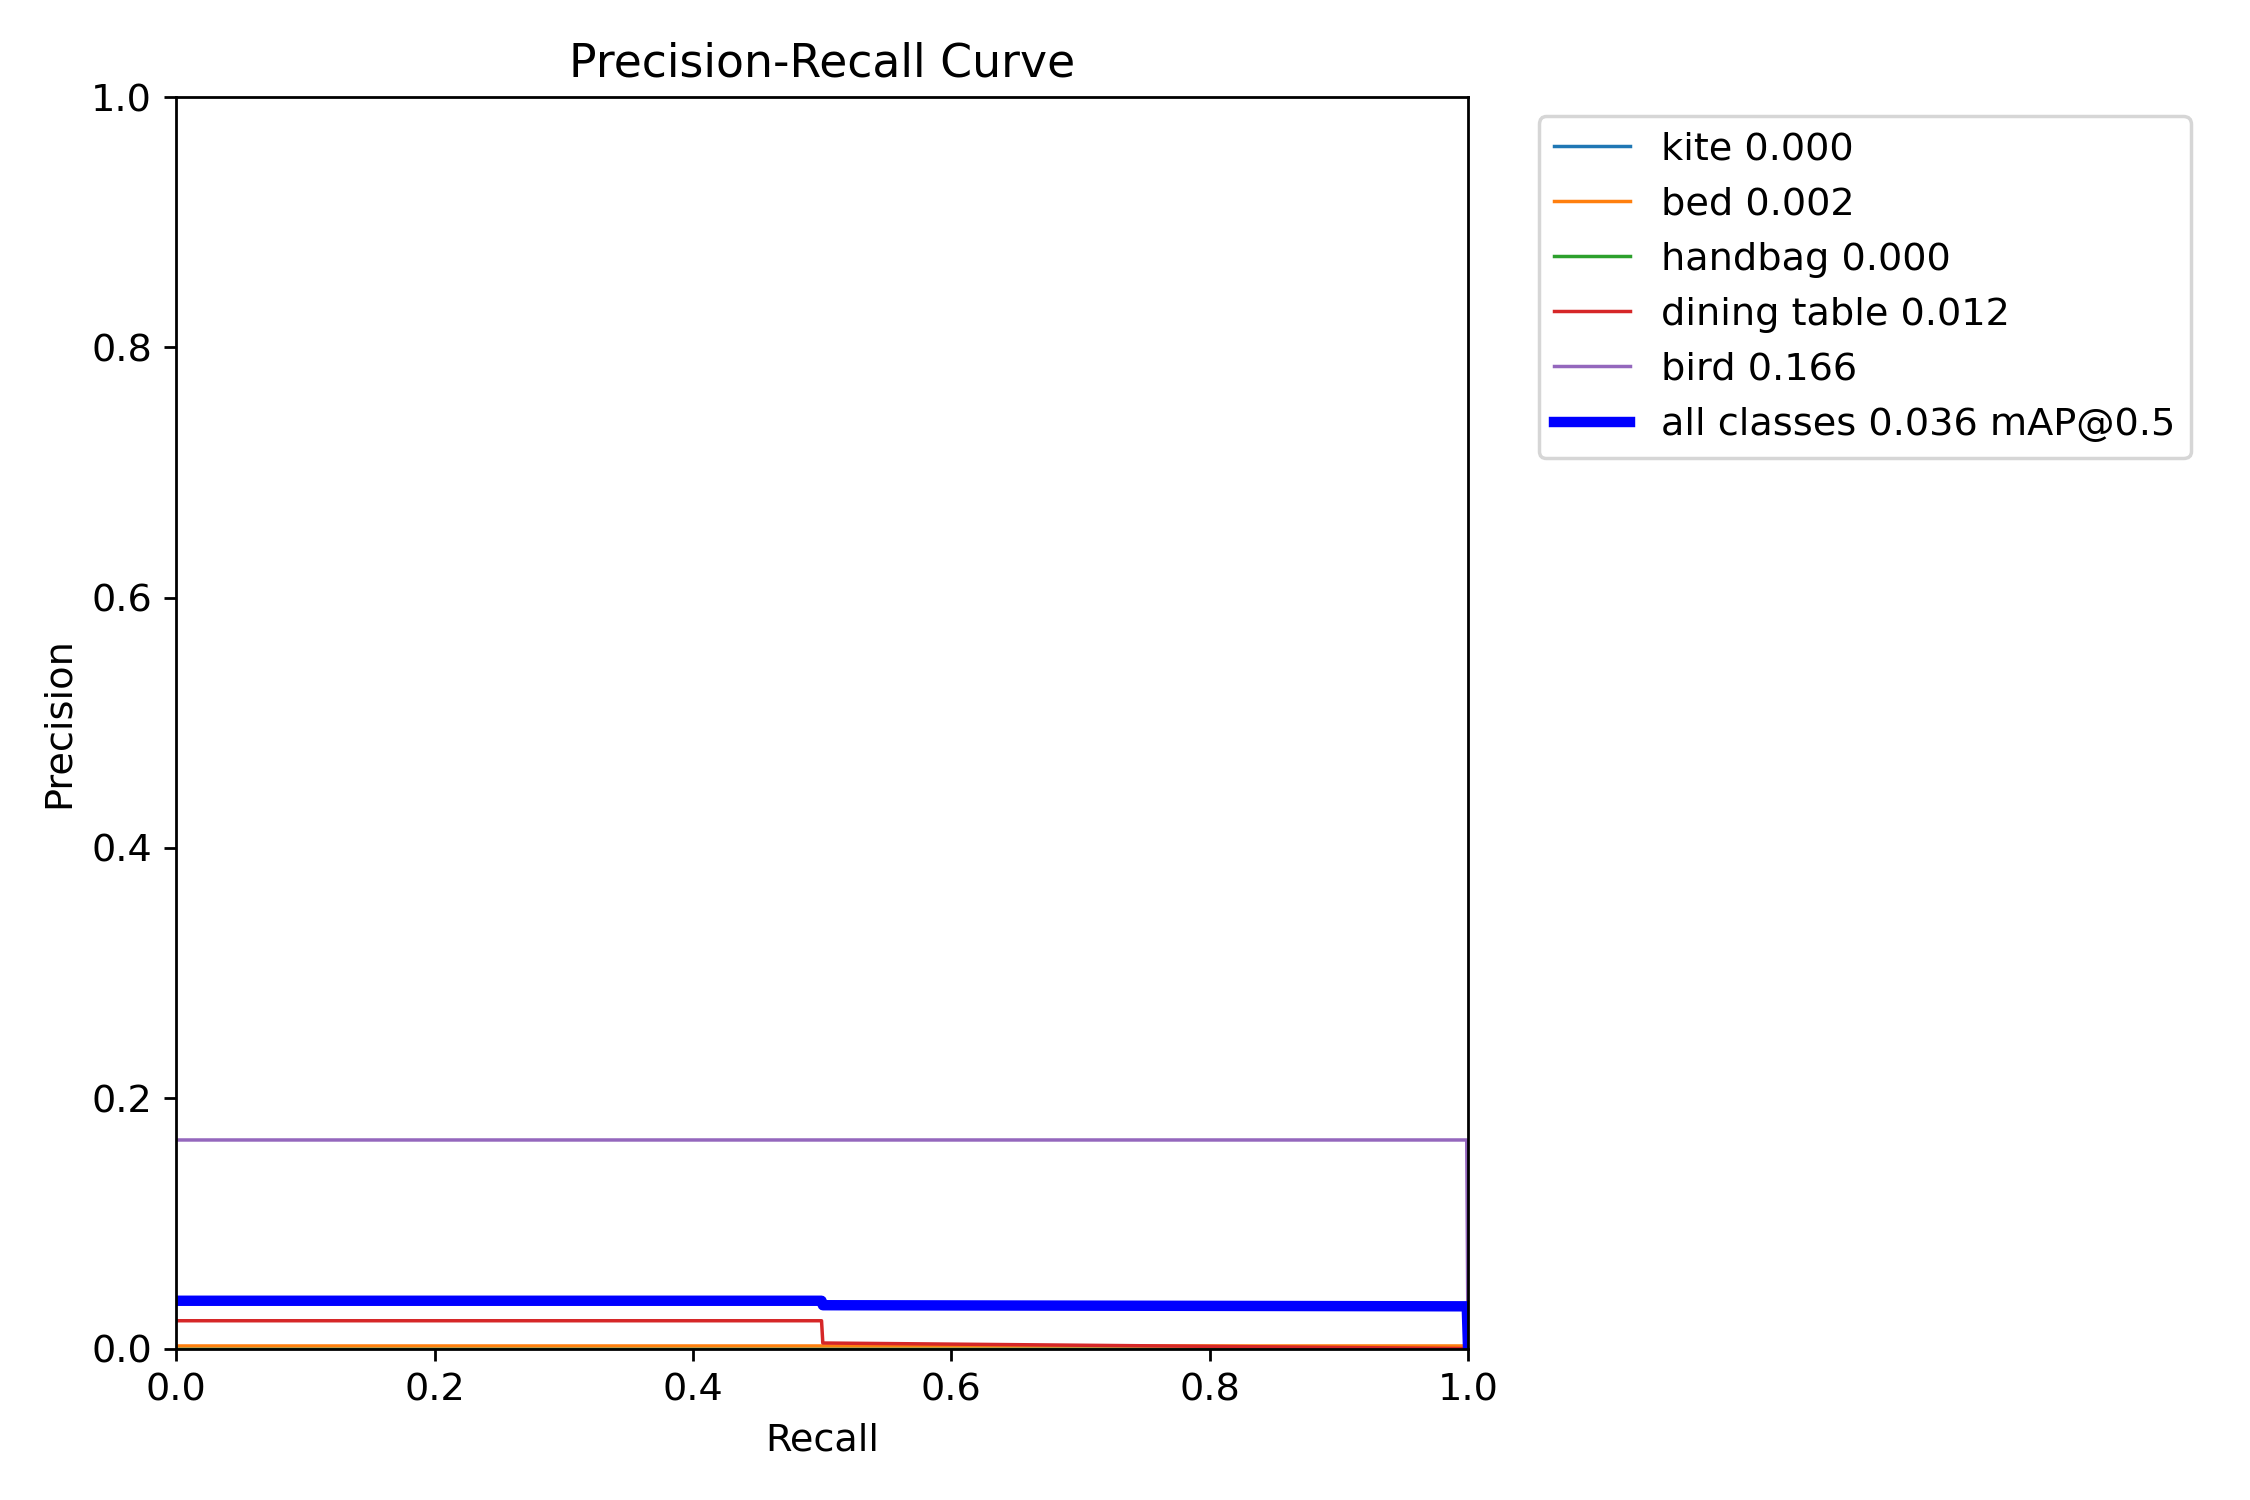 Precision-Recall Curve
1.0
0.8
0.6
0.4
0.2
0.0
Precision
0.0 0.2 0.4 0.6 0.8 1.0
Recall
kite 0.000
bed 0.002
handbag 0.000
dining table 0.012
bird 0.166
all classes 0.036 mAP@0.5